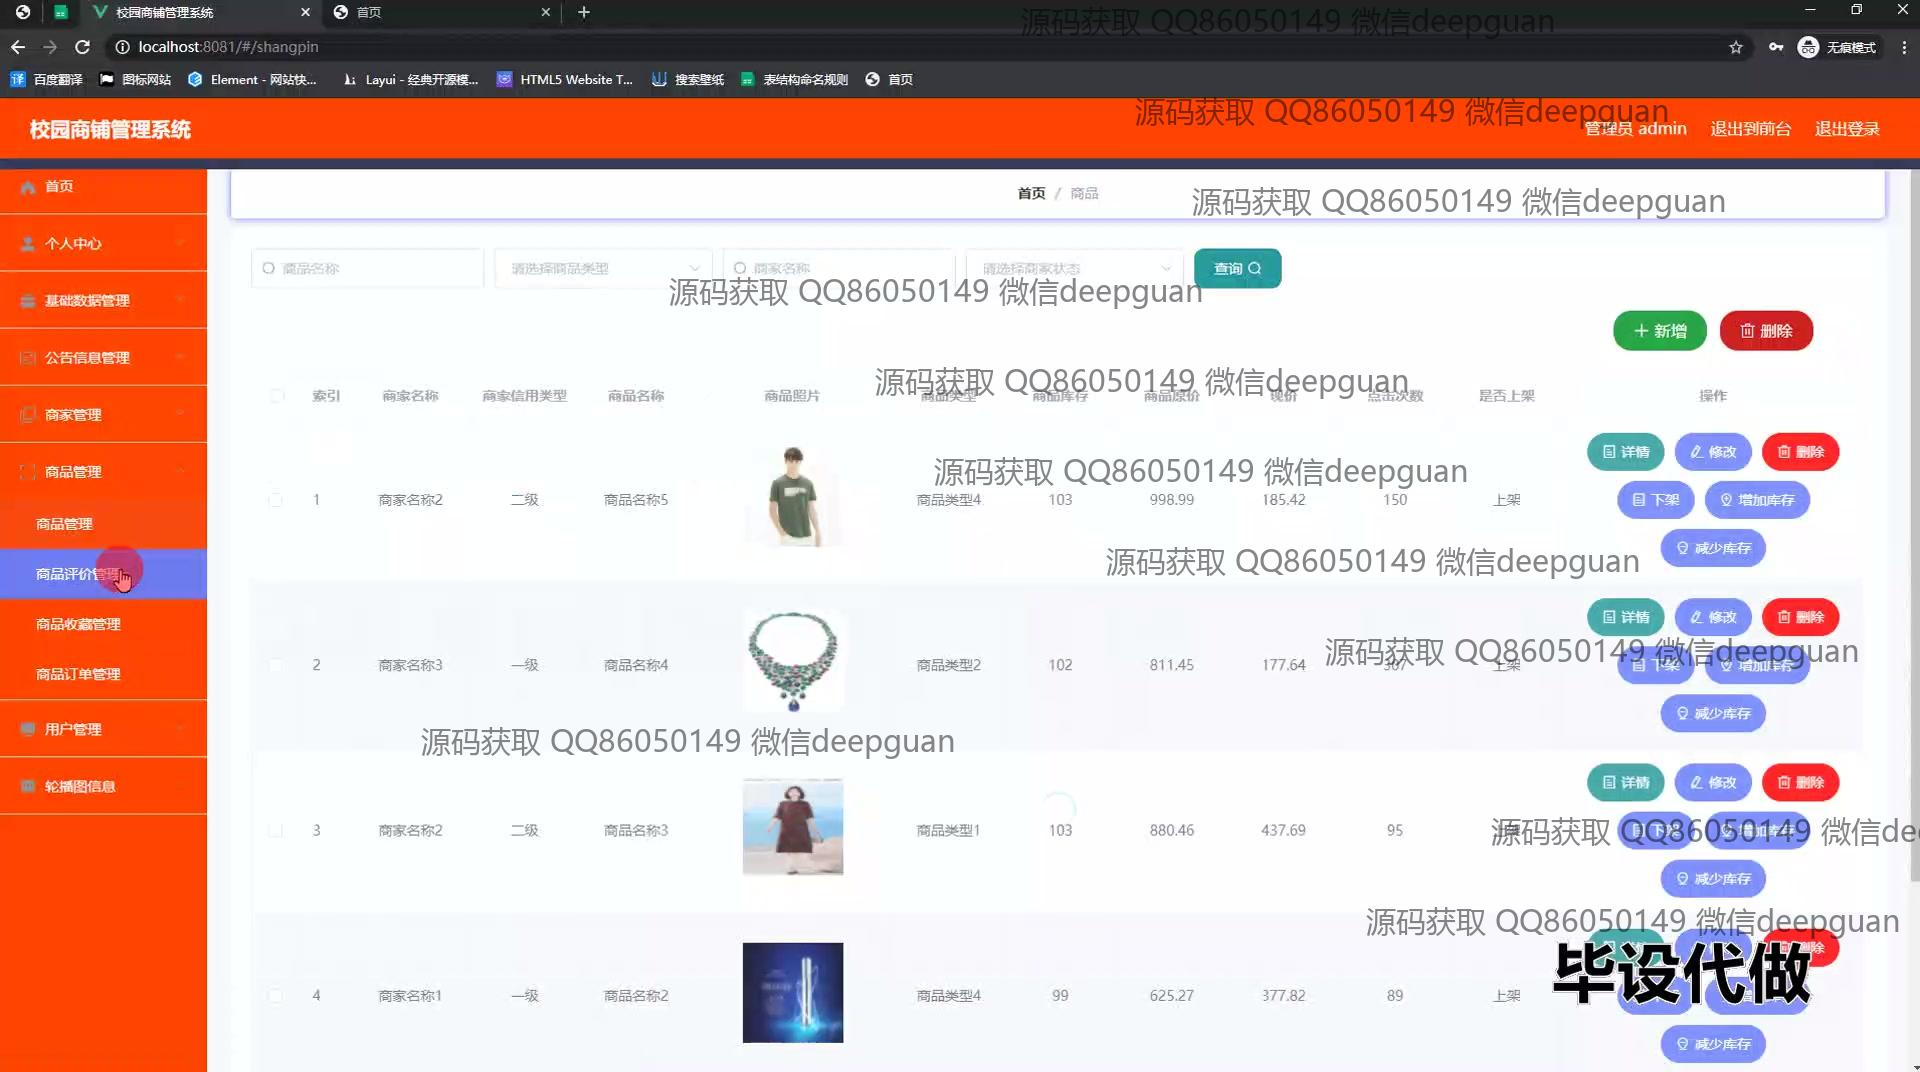 校园商铺管理系统
首页
localhost:8081/#/shangpin
无痕模式
百度翻译
图标网站
Element - 网站快...
Layui - 经典开源模...
HTML5 Website T...
搜索壁纸
表结构命名规则
首页
源码获取 QQ86050149 微信deepguan
校园商铺管理系统
源码获取 QQ86050149 微信deepguan
管理员 admin
退出到前台
退出登录
首页
个人中心
基础数据管理
公告信息管理
商家管理
商品管理
商品管理
商品评价管理
商品收藏管理
商品订单管理
用户管理
轮播图信息
首页 / 商品
源码获取 QQ86050149 微信deepguan
商品名称
请选择商品类型
商家名称
请选择商家状态
查询
源码获取 QQ86050149 微信deepguan
新增
删除
源码获取 QQ86050149 微信deepguan
索引 商家名称 商家信用类型 商品名称 商品照片 商品类型 商品库存 商品原价 现价 点击次数 是否上架 操作
源码获取 QQ86050149 微信deepguan
1 商家名称2 二级 商品名称5 商品类型4 103 998.99 185.42 150 上架
详情 修改 删除
下架 增加库存
减少库存
源码获取 QQ86050149 微信deepguan
2 商家名称3 一级 商品名称4 商品类型2 102 811.45 177.64 307 上架
详情 修改 删除
下架 增加库存
减少库存
源码获取 QQ86050149 微信deepguan
源码获取 QQ86050149 微信deepguan
3 商家名称2 二级 商品名称3 商品类型1 103 880.46 437.69 95 上架
详情 修改 删除
下架 增加库存
减少库存
源码获取 QQ86050149 微信dee
源码获取 QQ86050149 微信deepguan
4 商家名称1 一级 商品名称2 商品类型4 99 625.27 377.82 89 上架
删除
减少库存
毕设代做